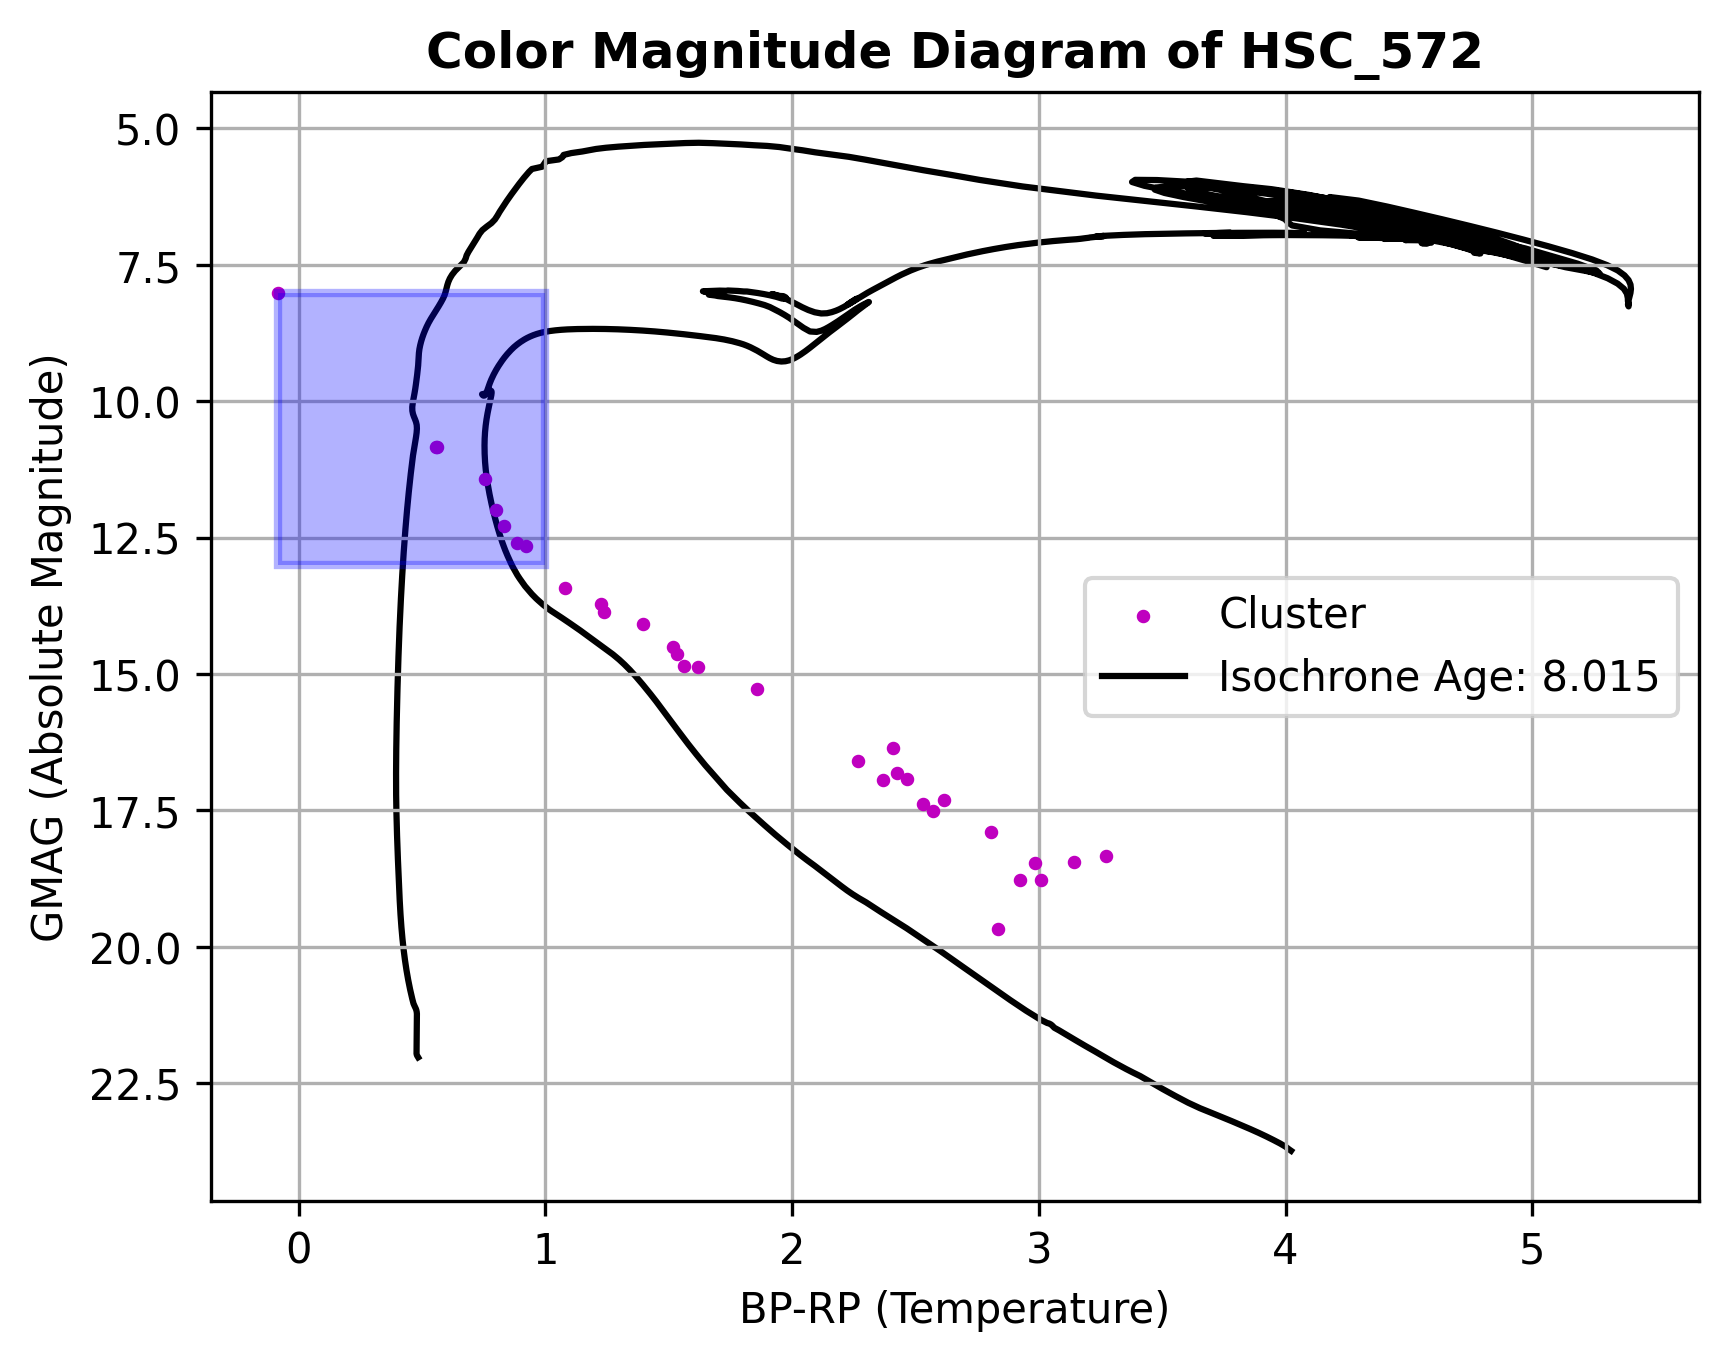 Color Magnitude Diagram of HSC_572
GMAG (Absolute Magnitude)
5.0
7.5
10.0
12.5
15.0
17.5
20.0
22.5
Cluster
Isochrone Age: 8.015
0 1 2 3 4 5
BP-RP (Temperature)